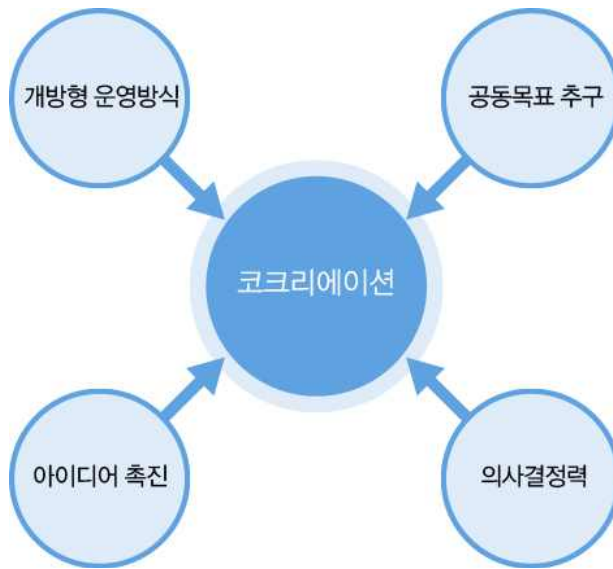 개방형 운영방식
공동목표 추구
코크리에이션
아이디어 촉진
의사결정력